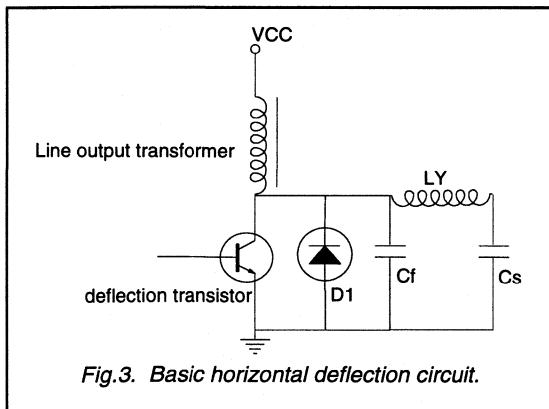 VCC
Line output transformer
LY
Cf
Cs
D1
deflection transistor
Fig.3. Basic horizontal deflection circuit.